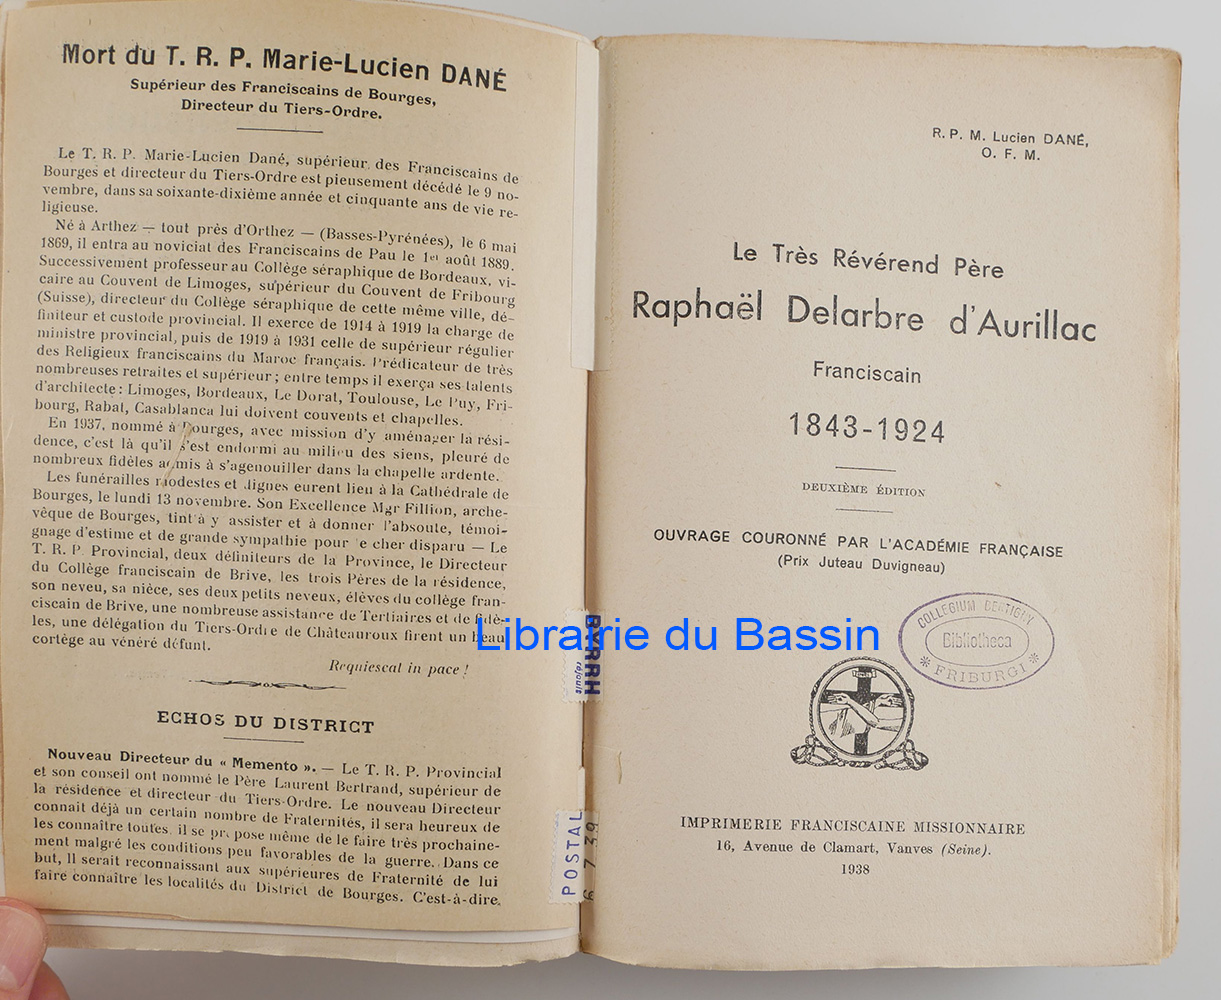 Mort du T. R. P. Marie-Lucien DANÉ
Supérieur des Franciscains de Bourges,
Directeur du Tiers-Ordre.
Le T. R. P. Marie-Lucien Dané, supérieur des Franciscains de
Bourges et directeur du Tiers-Ordre est pieusement décédé le 9 no-
vembre, dans sa soixante-dixième année et cinquante ans de vie re-
ligieuse.
Né à Arthez — tout près d'Orthez — (Basses-Pyrénées), le 6 mai
1869, il entra au noviciat des Franciscains de Pau le 1er août 1889.
Successivement professeur au Collège séraphique de Bordeaux, vi-
caire au Couvent de Limoges, supérieur du Couvent de Fribourg
(Suisse), directeur du Collège séraphique de cette même ville, dé-
finiteur et custode provincial. Il exerce de 1914 à 1919 la charge de
ministre provincial, puis de 1919 à 1931 celle de supérieur régulier
des Religieux franciscains du Maroc français. Prédicateur de très
nombreuses retraites et supérieur ; entre temps il exerça ses talents
d'architecte : Limoges, Bordeaux, Le Dorat, Toulouse, Le Puy, Fri-
bourg, Rabat, Casablanca lui doivent couvents et chapelles.
En 1937, nommé à Bourges, avec mission d'y aménager la rési-
dence, c'est là qu'il s'est endormi au milieu des siens, pleuré de
nombreux fidèles admis à s'agenouiller dans la chapelle ardente.
Les funérailles modestes et dignes eurent lieu à la Cathédrale de
Bourges, le lundi 13 novembre. Son Excellence Mgr Fillion, arche-
vêque de Bourges, tint à y assister et à donner l'absoute, témoi-
gnage d'estime et de grande sympathie pour le cher disparu — Le
T. R. P. Provincial, deux définiteurs de la Province, le Directeur
du Collège franciscain de Brive, les trois Pères de la résidence,
son neveu, sa nièce, ses deux petits neveux, élèves du collège fran-
ciscain de Brive, une nombreuse assistance de Tertiaires et de fidè-
les, une délégation du Tiers-Ordre de Châteauroux firent un beau
cortège au vénéré défunt.
Requiescat in pace !
ECHOS DU DISTRICT
Nouveau Directeur du « Memento ». — Le T. R. P. Provincial
et son conseil ont nommé le Père Laurent Bertrand, supérieur de
la résidence et directeur du Tiers-Ordre. Le nouveau Directeur
connait déjà un certain nombre de Fraternités, il sera heureux de
les connaître toutes, il se propose même de le faire très prochaine-
ment malgré les conditions peu favorables de la guerre. Dans ce
but, Il serait reconnaissant aux supérieures de Fraternité de lui
faire connaître les localités du District de Bourges. C'est-à-dire.
BYRRH
POSTAL
6 7 39
R. P. M. Lucien DANÉ,
O. F. M.
Le Très Révérend Père
Raphaël Delarbre d'Aurillac
Franciscain
1843-1924
DEUXIÈME ÉDITION
OUVRAGE COURONNÉ PAR L'ACADÉMIE FRANÇAISE
(Prix Juteau Duvigneau)
COLLEGIUM BERTIGNY
Bibliotheca
* FRIBURGI *
Librairie du Bassin
IMPRIMERIE FRANCISCAINE MISSIONNAIRE
16, Avenue de Clamart, Vanves (Seine).
1938